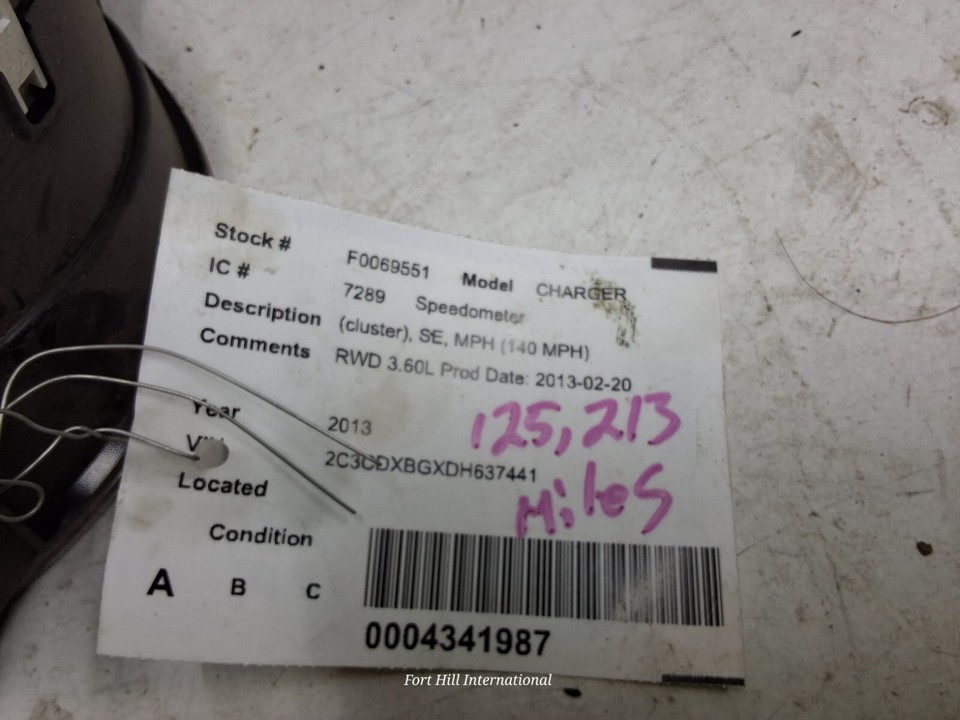 Stock # F0069551 Model CHARGER
IC # 7289 Speedometer
Description (cluster), SE, MPH (140 MPH)
Comments RWD 3.60L Prod Date: 2013-02-20
125,213
Year 2013
2C3CDXBGXDH637441
Miles
Located
Condition
A B C
0004341987
Fort Hill International